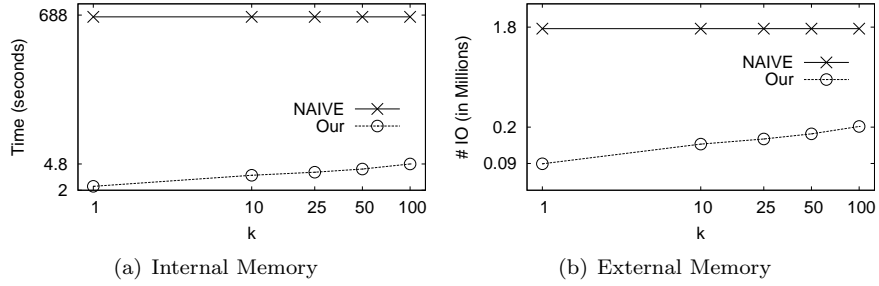 688
4.8
2
Time (seconds)
NAIVE
Our
1 10 25 50 100
k
(a) Internal Memory
1.8
0.2
0.09
# IO (in Millions)
NAIVE
Our
1 10 25 50 100
k
(b) External Memory